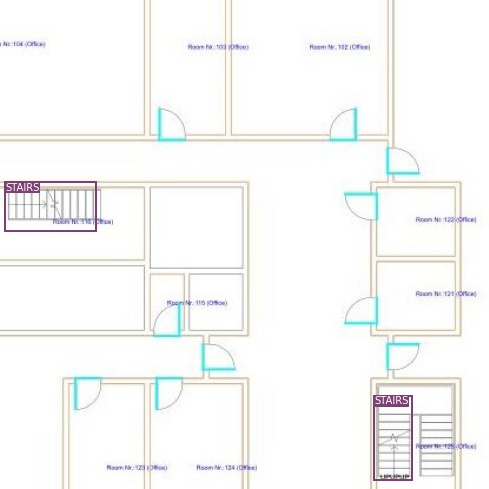 Room Nr.:104 (Office)
Room Nr.:103 (Office)
Room Nr.:102 (Office)
STAIRS
Room Nr.:116 (Office)
Room Nr.:122 (Office)
Room Nr.:115 (Office)
Room Nr.:121 (Office)
STAIRS
Room Nr.:125 (Office)
Room Nr.:123 (Office)
Room Nr.:124 (Office)